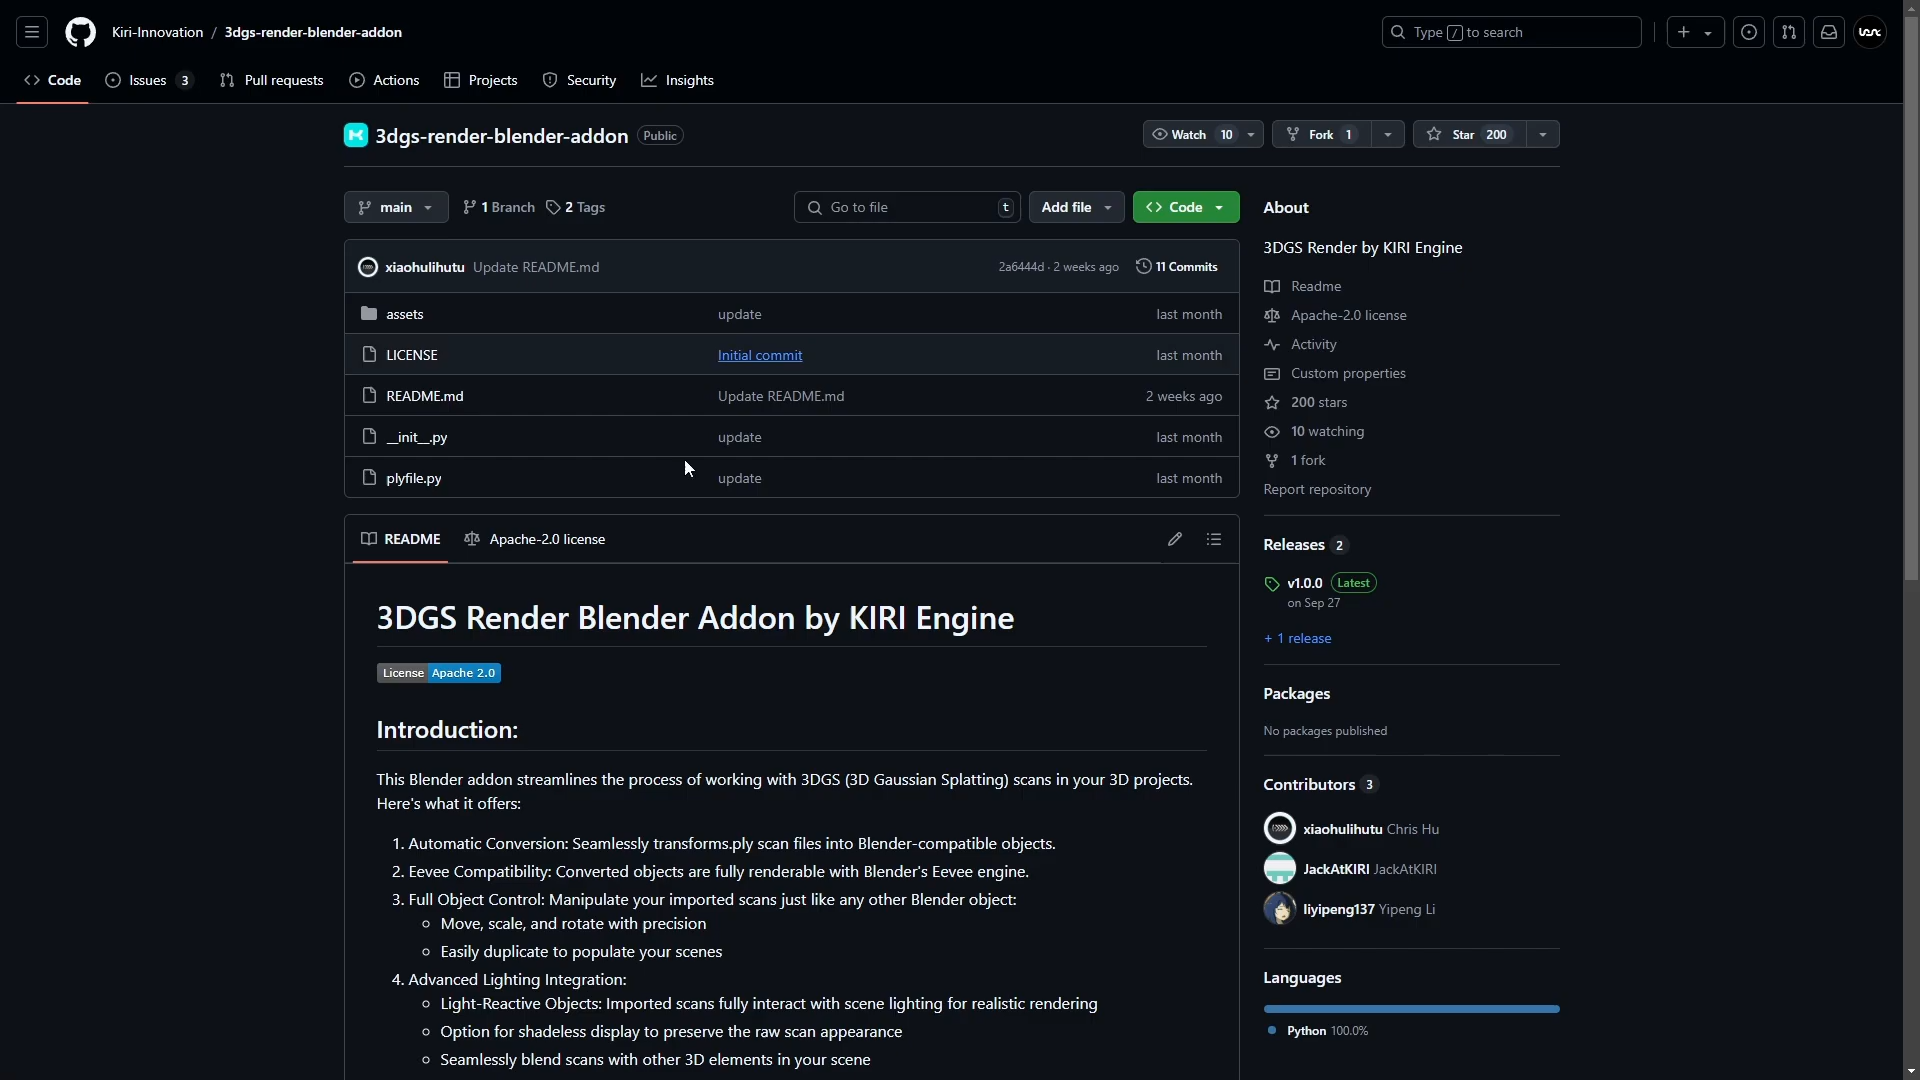 Kiri-Innovation / 3dgs-render-blender-addon
Type / to search
Code Issues 3 Pull requests Actions Projects Security Insights
3dgs-render-blender-addon Public
Watch 10 Fork 1 Star 200
main 1 Branch 2 Tags Go to file t Add file Code
xiaohulihutu Update README.md 2a6444d · 2 weeks ago 11 Commits
assets update last month
LICENSE Initial commit last month
README.md Update README.md 2 weeks ago
__init__.py update last month
plyfile.py update last month
README Apache-2.0 license
3DGS Render Blender Addon by KIRI Engine
License Apache 2.0
Introduction:
This Blender addon streamlines the process of working with 3DGS (3D Gaussian Splatting) scans in your 3D projects.
Here's what it offers:
1. Automatic Conversion: Seamlessly transforms.ply scan files into Blender-compatible objects.
2. Eevee Compatibility: Converted objects are fully renderable with Blender's Eevee engine.
3. Full Object Control: Manipulate your imported scans just like any other Blender object:
Move, scale, and rotate with precision
Easily duplicate to populate your scenes
4. Advanced Lighting Integration:
Light-Reactive Objects: Imported scans fully interact with scene lighting for realistic rendering
Option for shadeless display to preserve the raw scan appearance
Seamlessly blend scans with other 3D elements in your scene
About
3DGS Render by KIRI Engine
Readme
Apache-2.0 license
Activity
Custom properties
200 stars
10 watching
1 fork
Report repository
Releases 2
v1.0.0 Latest
on Sep 27
+ 1 release
Packages
No packages published
Contributors 3
xiaohulihutu Chris Hu
JackAtKIRI JackAtKIRI
liyipeng137 Yipeng Li
Languages
Python 100.0%